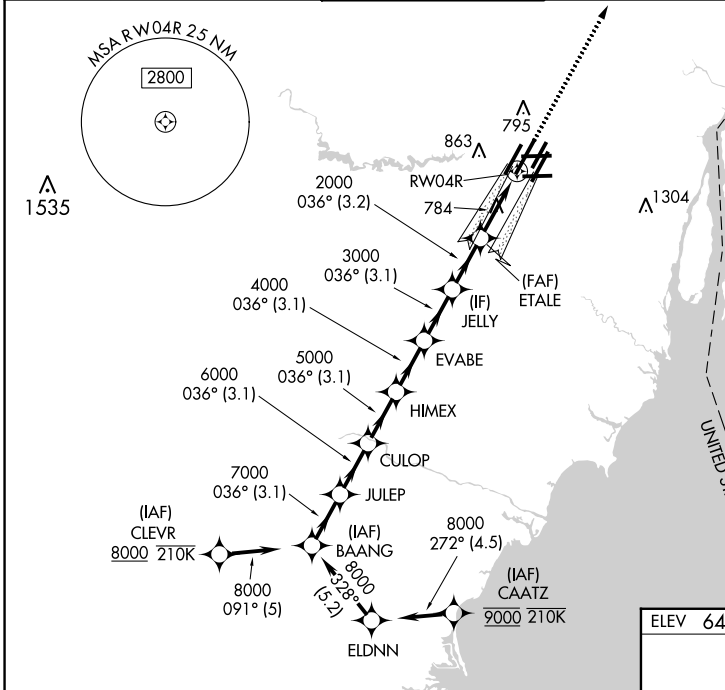 MSA RW04R 25 NM
2800
1535
795
863
RW04R
784
1304
2000
036° (3.2)
3000
036° (3.1)
(FAF)
ETALE
(IF)
JELLY
4000
036° (3.1)
EVABE
5000
036° (3.1)
HIMEX
6000
036° (3.1)
CULOP
7000
036° (3.1)
JULEP
(IAF)
CLEVR
8000 210K
(IAF)
BAANG
8000
091° (5)
8000
328°
(5.2)
8000
272° (4.5)
(IAF)
CAATZ
9000 210K
ELDNN
UNITED
ELEV 64